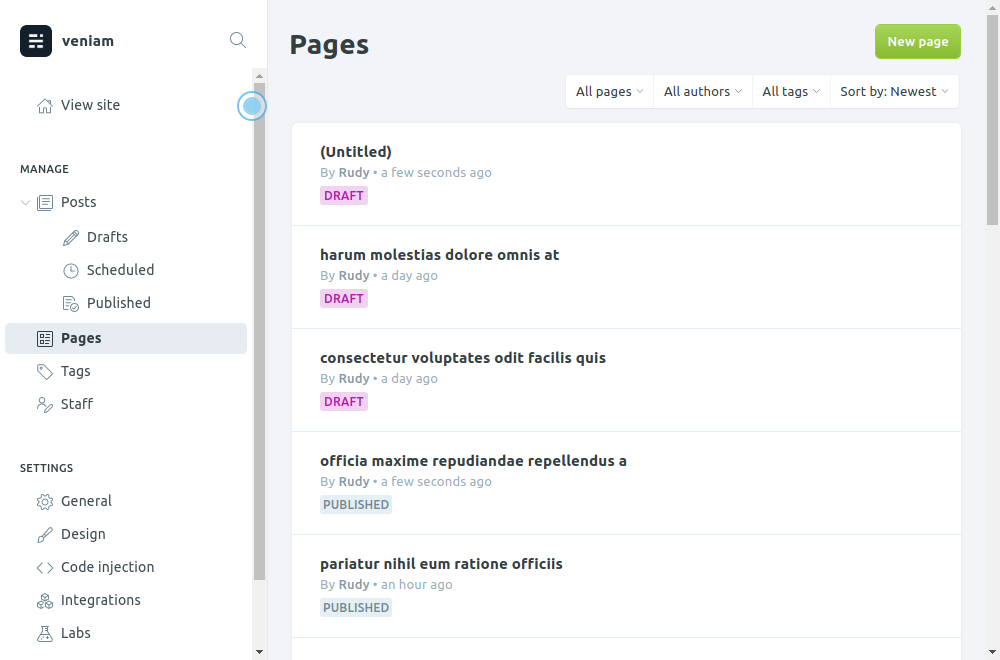 veniam
View site
MANAGE
Posts
Drafts
Scheduled
Published
Pages
Tags
Staff
SETTINGS
General
Design
Code injection
Integrations
Labs
Pages
New page
All pages
All authors
All tags
Sort by: Newest
(Untitled)
By Rudy • a few seconds ago
DRAFT
harum molestias dolore omnis at
By Rudy • a day ago
DRAFT
consectetur voluptates odit facilis quis
By Rudy • a day ago
DRAFT
officia maxime repudiandae repellendus a
By Rudy • a few seconds ago
PUBLISHED
pariatur nihil eum ratione officiis
By Rudy • an hour ago
PUBLISHED